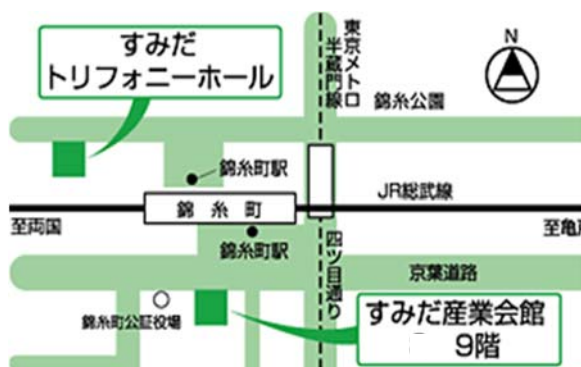 すみだ
トリフォニーホール
東京メトロ
半蔵門線
N
錦糸公園
錦糸町駅
JR総武線
錦糸町
至両国
至亀
錦糸町駅
四ツ目通り
京葉道路
錦糸町公証役場
すみだ産業会館
9階